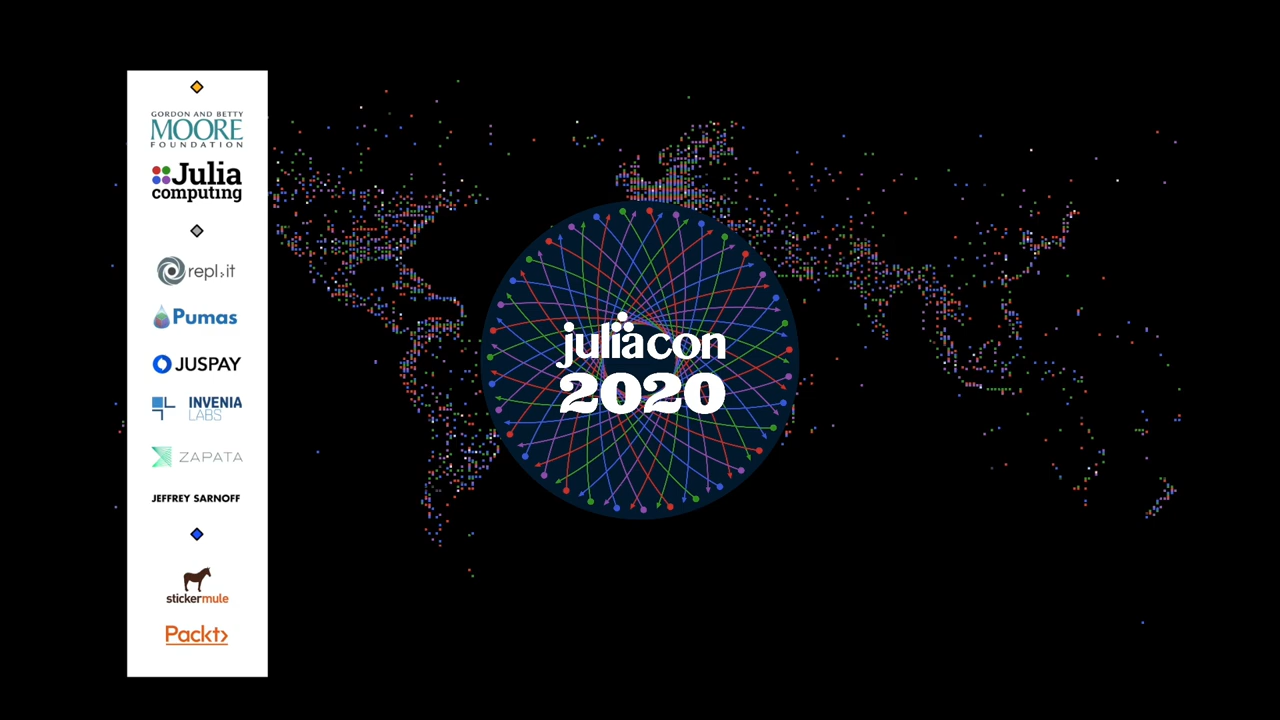 GORDON AND BETTY
MOORE
FOUNDATION
Julia
computing
repl.it
Pumas
JUSPAY
INVENIA
LABS
ZAPATA
JEFFREY SARNOFF
stickermule
Packt
juliacon
2020